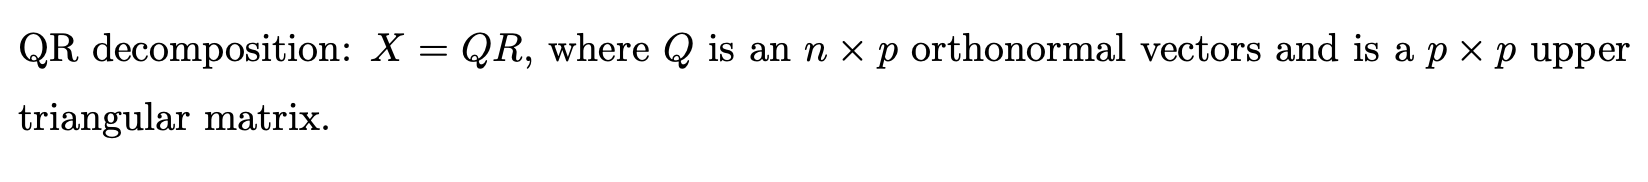 QR decomposition: X = QR, where Q is an n × p orthonormal vectors and is a p × p upper
triangular matrix.